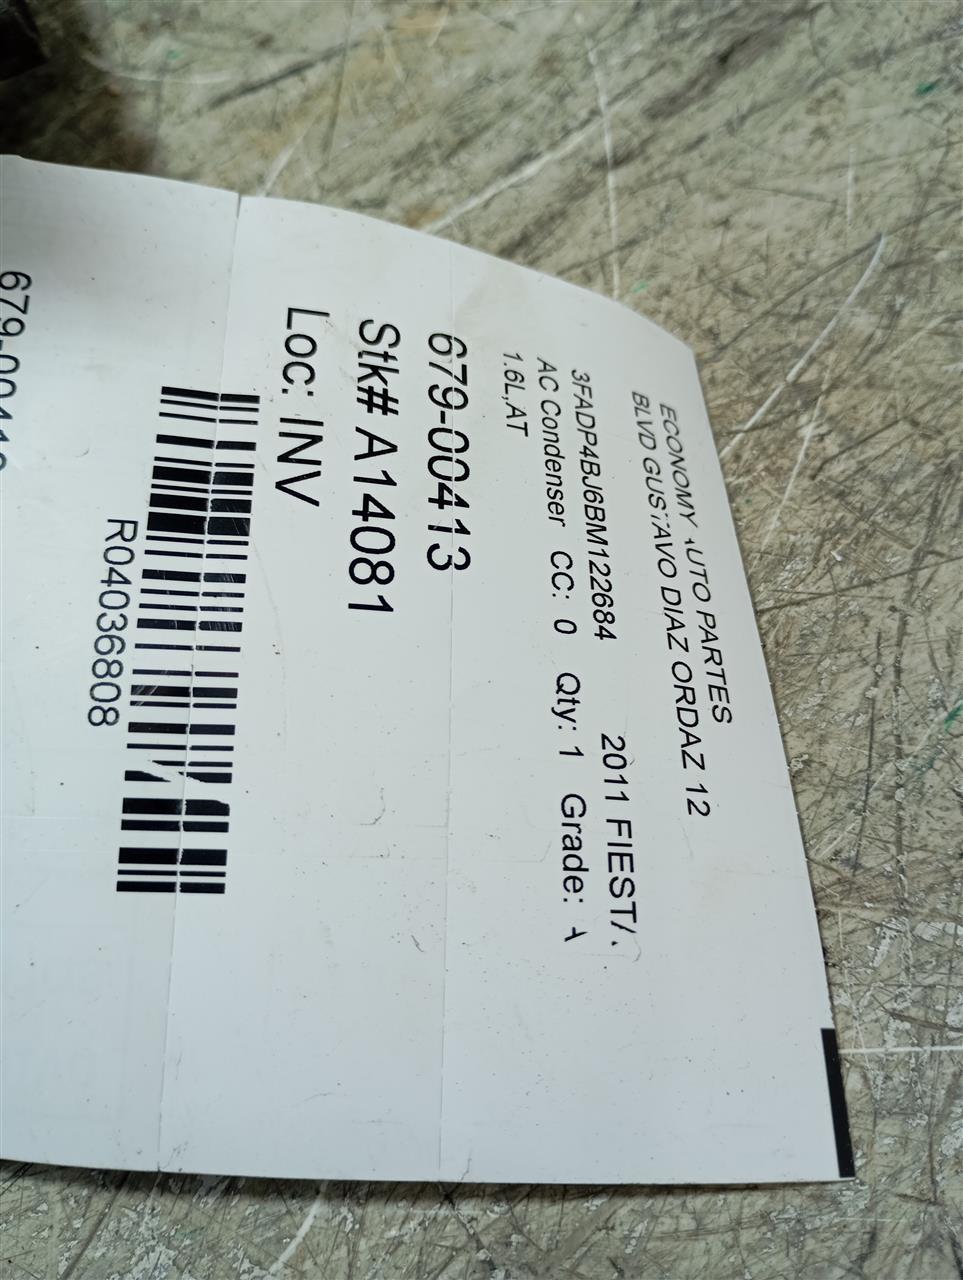 ECONOMY AUTO PARTES
BLVD GUSTAVO DIAZ ORDAZ 12
3FADP4BJ6BM122684 2011 FIESTA
AC Condenser CC: 0 Qty: 1 Grade:
1.6L,AT
679-00413
Stk# A14081
Loc: INV
R04036808